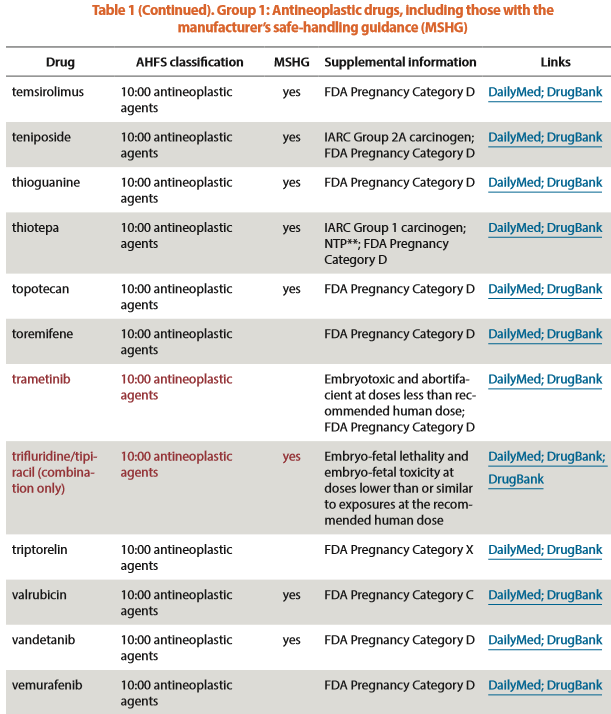 Table 1 (Continued). Group 1: Antineoplastic drugs, including those with the
manufacturer's safe-handling guidance (MSHG)
Drug AHFS classification MSHG Supplemental information Links
temsirolimus 10:00 antineoplastic yes FDA Pregnancy Category D DailyMed; DrugBank
agents
teniposide 10:00 antineoplastic yes IARC Group 2A carcinogen; DailyMed; DrugBank
agents FDA Pregnancy Category D
thioguanine 10:00 antineoplastic yes FDA Pregnancy Category D DailyMed; DrugBank
agents
thiotepa 10:00 antineoplastic yes IARC Group 1 carcinogen; DailyMed; DrugBank
agents NTP**; FDA Pregnancy
Category D
topotecan 10:00 antineoplastic yes FDA Pregnancy Category D DailyMed; DrugBank
agents
toremifene 10:00 antineoplastic FDA Pregnancy Category D DailyMed; DrugBank
agents
trametinib 10:00 antineoplastic Embryotoxic and abortifa- DailyMed; DrugBank
agents cient at doses less than rec-
ommended human dose;
FDA Pregnancy Category D
trifluridine/tipi- 10:00 antineoplastic yes Embryo-fetal lethality and DailyMed; DrugBank;
racil (combina- agents embryo-fetal toxicity at DrugBank
tion only) doses lower than or similar
to exposures at the recom-
mended human dose
triptorelin 10:00 antineoplastic FDA Pregnancy Category X DailyMed; DrugBank
agents
valrubicin 10:00 antineoplastic yes FDA Pregnancy Category C DailyMed; DrugBank
agents
vandetanib 10:00 antineoplastic yes FDA Pregnancy Category D DailyMed; DrugBank
agents
vemurafenib 10:00 antineoplastic FDA Pregnancy Category D DailyMed; DrugBank
agents